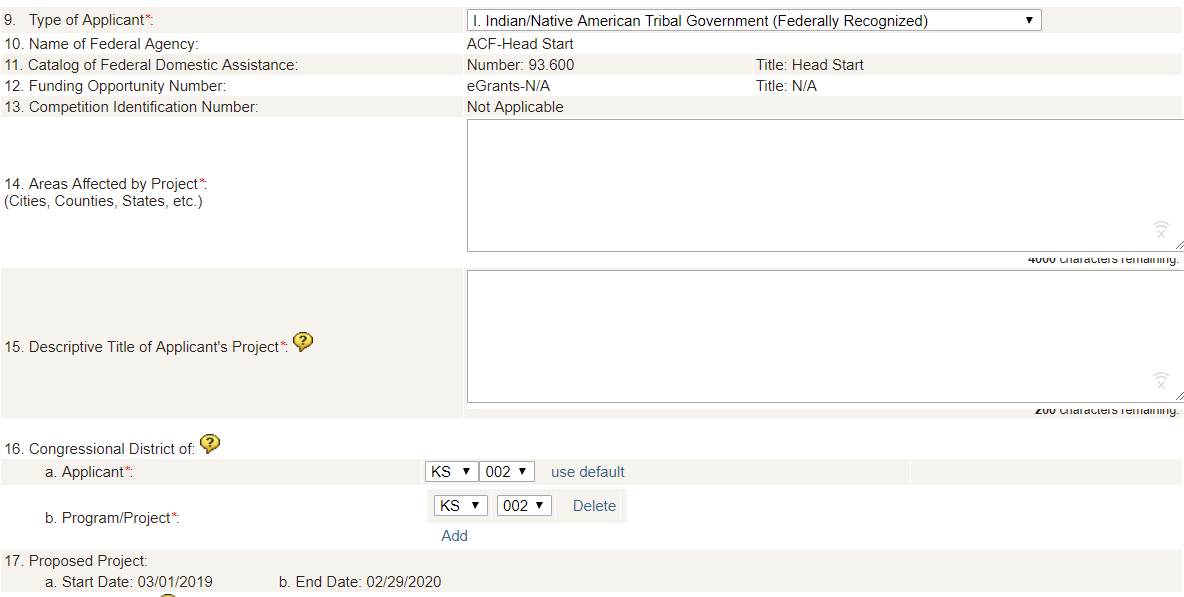 9. Type of Applicant*: I. Indian/Native American Tribal Government (Federally Recognized)
10. Name of Federal Agency: ACF-Head Start
11. Catalog of Federal Domestic Assistance: Number: 93.600 Title: Head Start
12. Funding Opportunity Number: eGrants-N/A Title: N/A
13. Competition Identification Number: Not Applicable
14. Areas Affected by Project*:
(Cities, Counties, States, etc.)
4000 characters remaining.
15. Descriptive Title of Applicant's Project*: ?
200 characters remaining.
16. Congressional District of: ?
a. Applicant*: KS 002 use default
KS 002 Delete
b. Program/Project*:
Add
17. Proposed Project:
a. Start Date: 03/01/2019 b. End Date: 02/29/2020